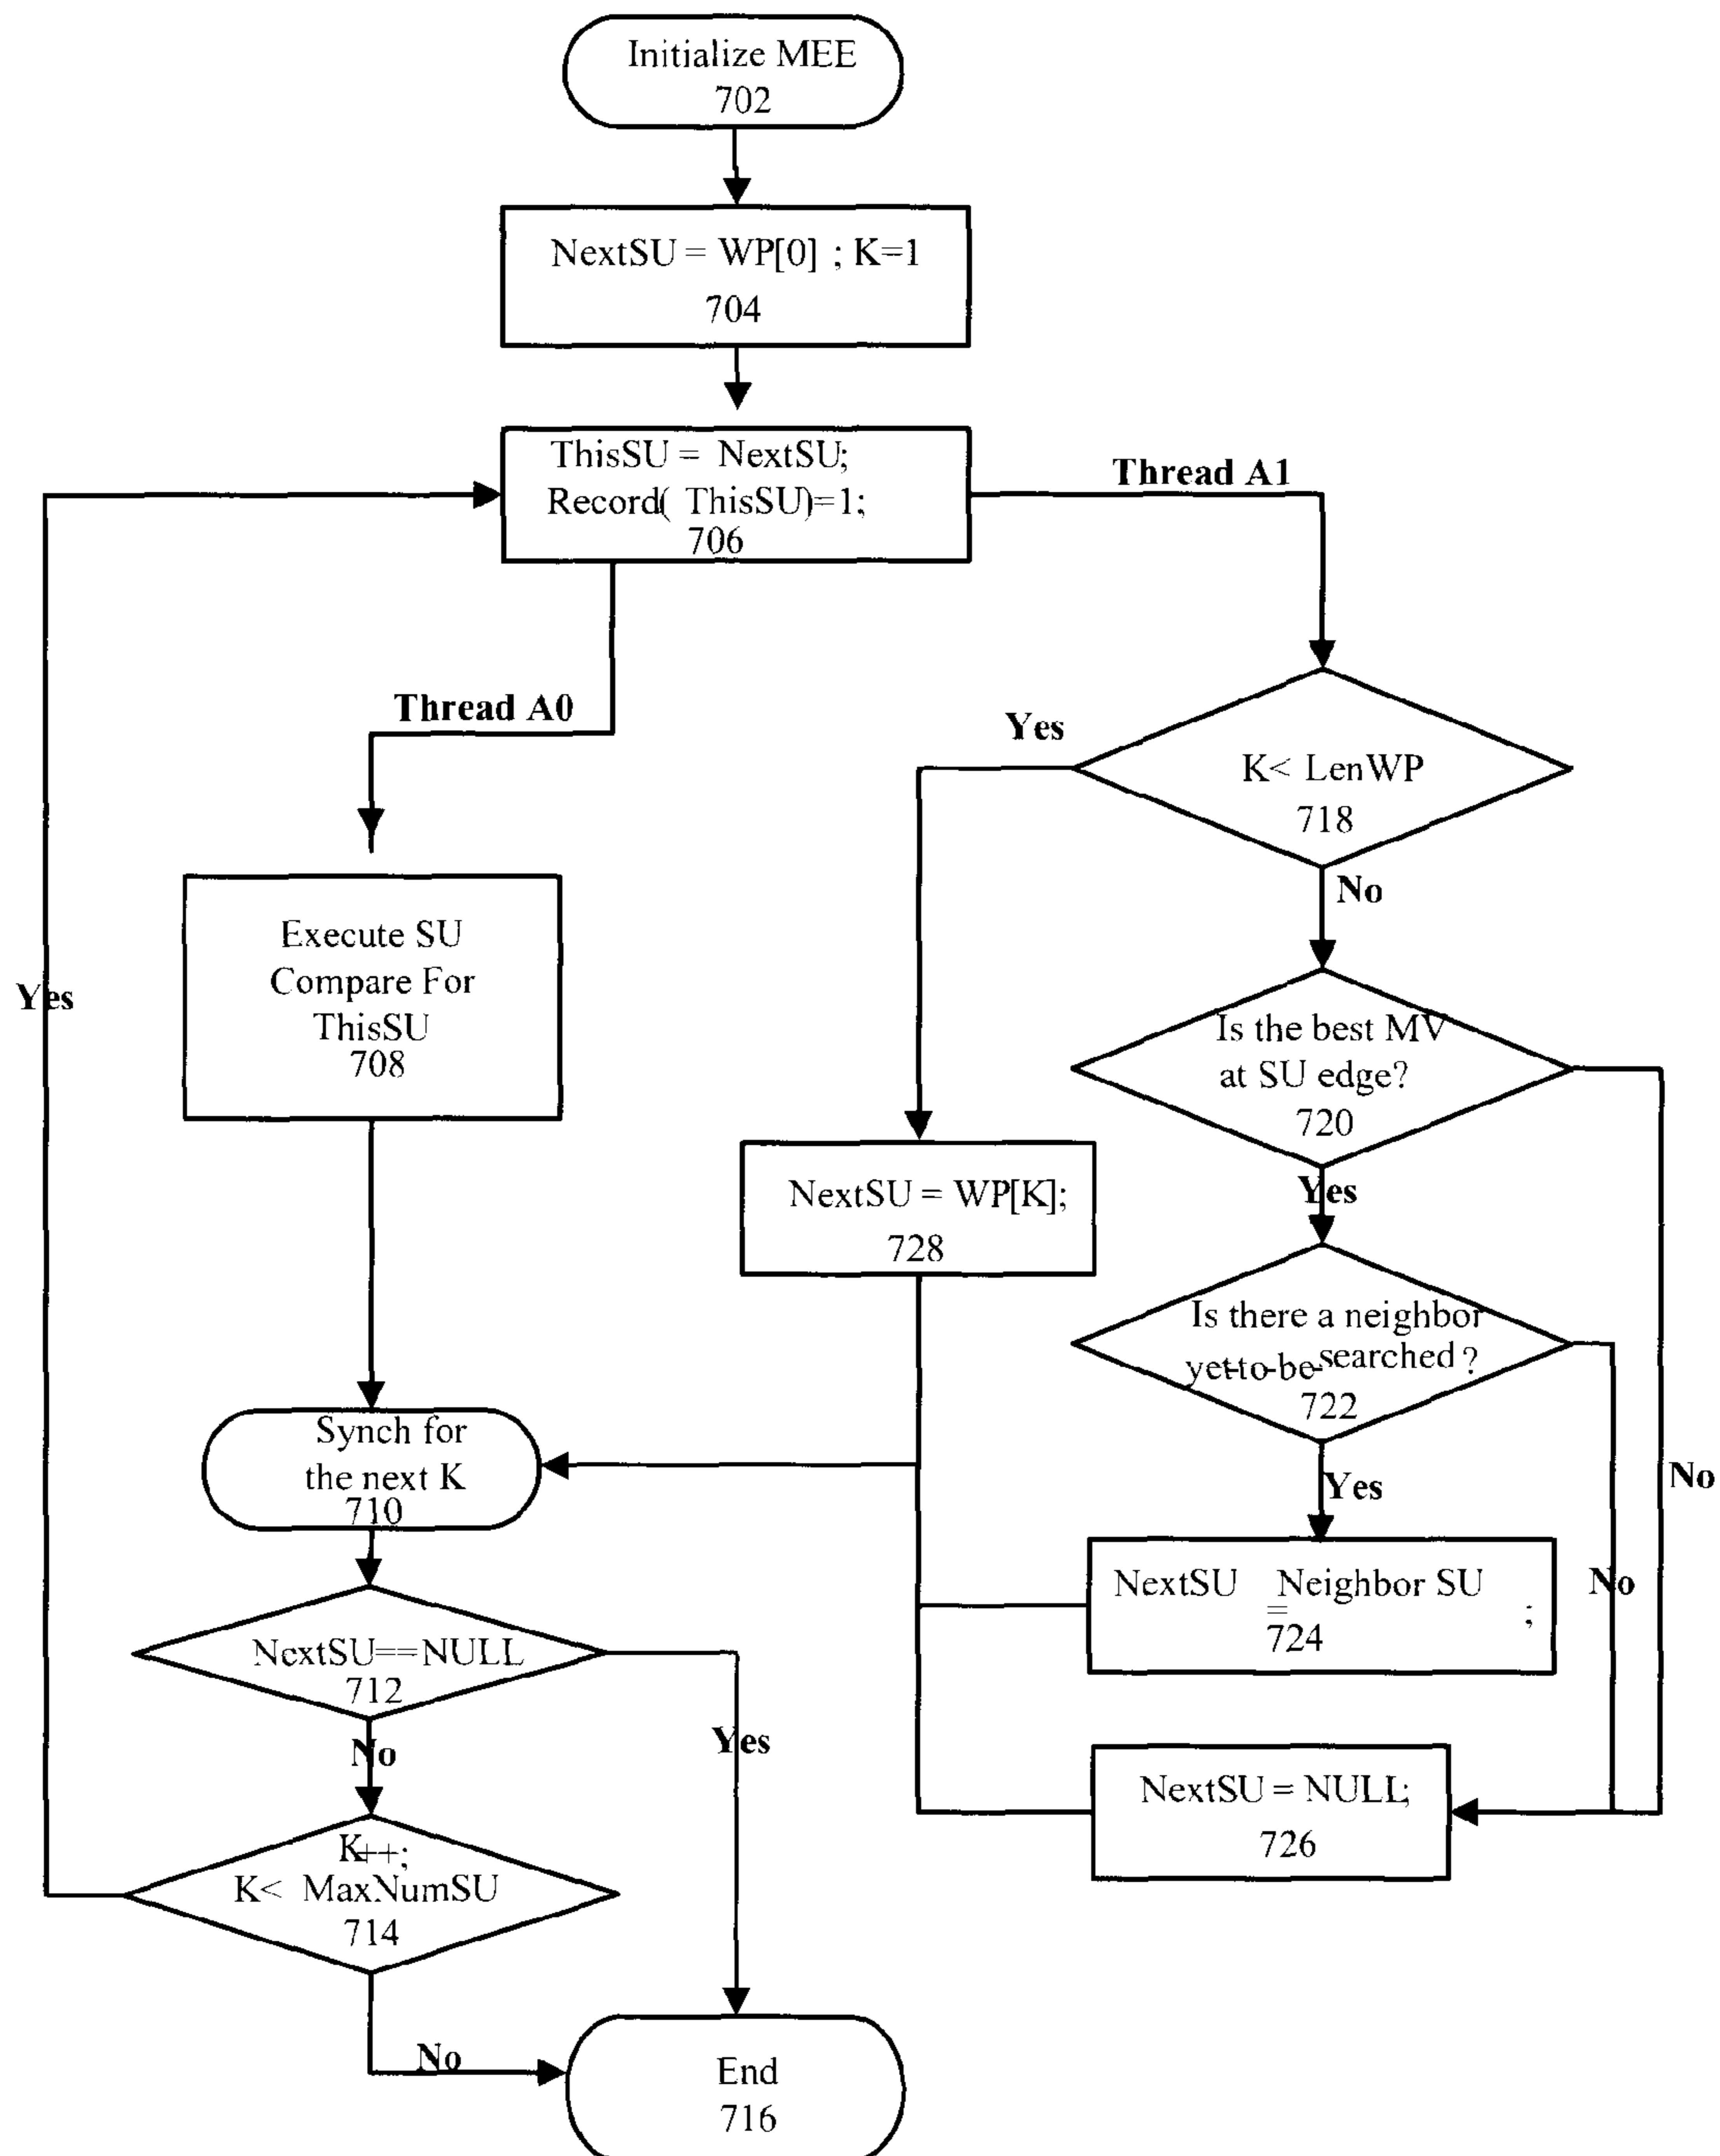 Initialize MEE
702
NextSU = WP[0] ; K=1
704
ThisSU = NextSU;
Record( ThisSU)=1;
706
Thread A1
Thread A0
Yes
K< LenWP
718
No
Execute SU
Compare For
ThisSU
708
Yes
Is the best MV
at SU edge?
720
Yes
NextSU = WP[K];
728
Is there a neighbor
yet-to-be-searched ?
722
Yes
No
Synch for
the next K
710
NextSU = Neighbor SU ;
724
No
NextSU==NULL
712
No
Yes
NextSU = NULL;
726
K++;
K< MaxNumSU
714
No
End
716